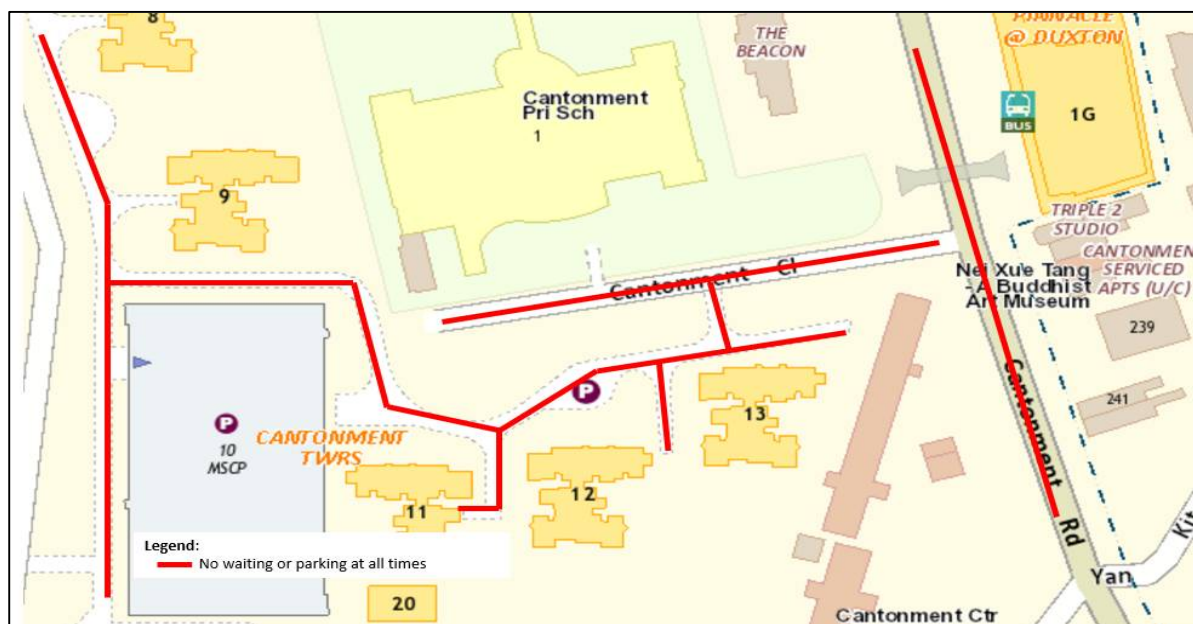 8
THE
BEACON
PINNACLE
@ DUXTON
BUS
1G
Cantonment
Pri Sch
1
9
TRIPLE 2
STUDIO
CANTONMENT
SERVICED
APTS (U/C)
Nei Xue Tang
- A Buddhist
Art Museum
Cantonment Cl
239
241
P
10
MSCP
CANTONMENT
TWRS
P
13
12
11
Cantonment Rd
Legend:
No waiting or parking at all times
20
Yan
Kit
Cantonment Ctr